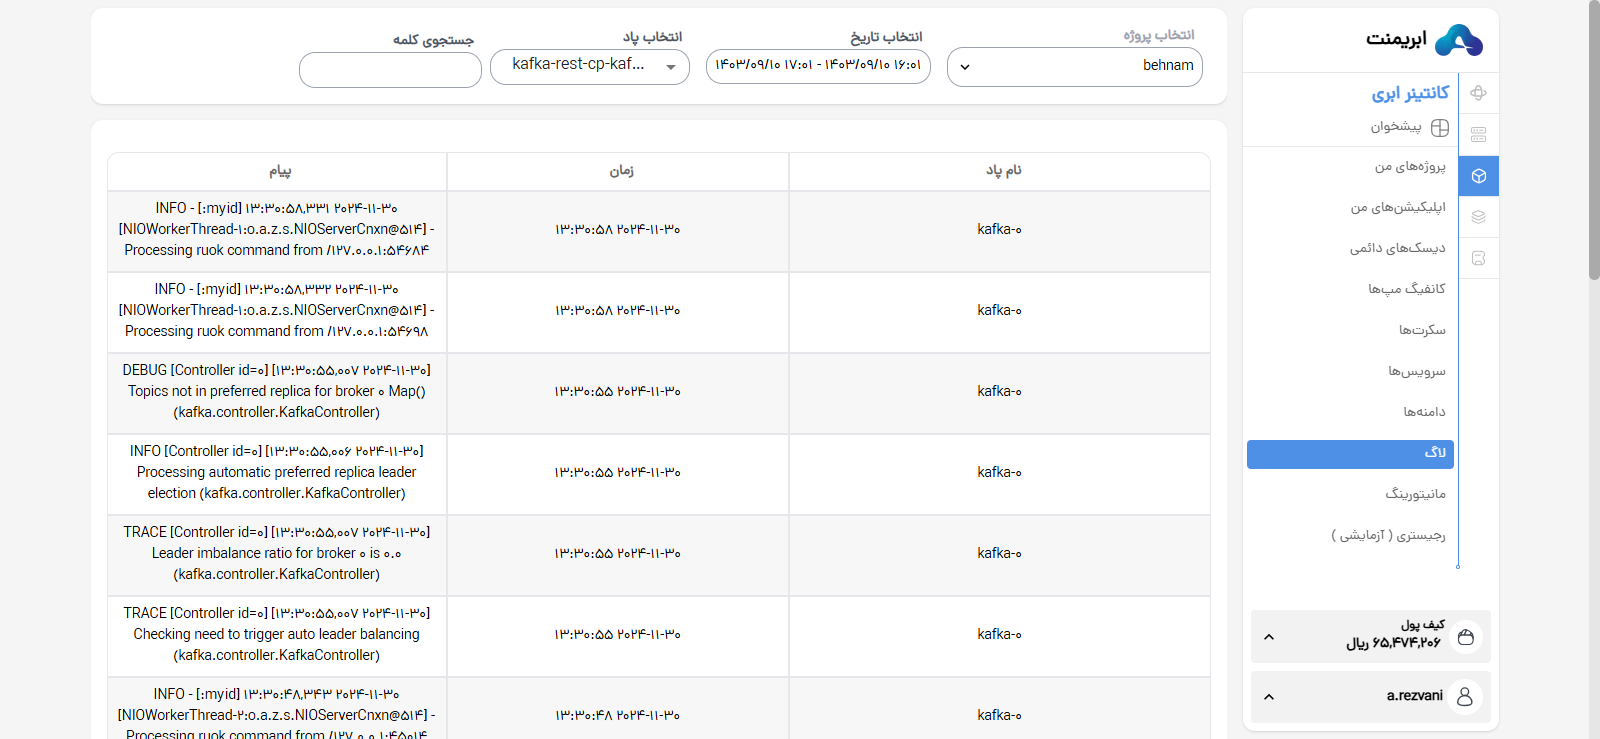 ابریمنت
کانتینر ابری
پیشخوان
پروژه‌های من
اپلیکیشن‌های من
دیسک‌های دائمی
کانفیگ مپ‌ها
سکرت‌ها
سرویس‌ها
دامنه‌ها
لاگ
مانیتورینگ
رجیستری ( آزمایشی )
کیف پول
۶۵,۴۷۴,۲۰۶ ریال
a.rezvani
انتخاب پروژه
behnam
انتخاب تاریخ
۱۴۰۳/۰۹/۱۰ ۱۷:۰۱ - ۱۴۰۳/۰۹/۱۰ ۱۶:۰۱
انتخاب پاد
kafka-rest-cp-kaf...
جستجوی کلمه
نام پاد
زمان
پیام
kafka-۰
۱۳:۳۰:۵۸ ۲۰۲۴-۱۱-۳۰
INFO - [:myid] ۱۳:۳۰:۵۸,۳۳۱ ۲۰۲۴-۱۱-۳۰
[NIOWorkerThread-۱:o.a.z.s.NIOServerCnxn@۵۱۴] -
Processing ruok command from /۱۲۷.۰.۰.۱:۵۴۶۸۴
kafka-۰
۱۳:۳۰:۵۸ ۲۰۲۴-۱۱-۳۰
INFO - [:myid] ۱۳:۳۰:۵۸,۳۳۲ ۲۰۲۴-۱۱-۳۰
[NIOWorkerThread-۱:o.a.z.s.NIOServerCnxn@۵۱۴] -
Processing ruok command from /۱۲۷.۰.۰.۱:۵۴۶۹۸
kafka-۰
۱۳:۳۰:۵۵ ۲۰۲۴-۱۱-۳۰
DEBUG [Controller id=۰] [۱۳:۳۰:۵۵,۰۰۷ ۲۰۲۴-۱۱-۳۰]
Topics not in preferred replica for broker ۰ Map()
(kafka.controller.KafkaController)
kafka-۰
۱۳:۳۰:۵۵ ۲۰۲۴-۱۱-۳۰
INFO [Controller id=۰] [۱۳:۳۰:۵۵,۰۰۶ ۲۰۲۴-۱۱-۳۰]
Processing automatic preferred replica leader
election (kafka.controller.KafkaController)
kafka-۰
۱۳:۳۰:۵۵ ۲۰۲۴-۱۱-۳۰
TRACE [Controller id=۰] [۱۳:۳۰:۵۵,۰۰۷ ۲۰۲۴-۱۱-۳۰]
Leader imbalance ratio for broker ۰ is ۰.۰
(kafka.controller.KafkaController)
kafka-۰
۱۳:۳۰:۵۵ ۲۰۲۴-۱۱-۳۰
TRACE [Controller id=۰] [۱۳:۳۰:۵۵,۰۰۷ ۲۰۲۴-۱۱-۳۰]
Checking need to trigger auto leader balancing
(kafka.controller.KafkaController)
kafka-۰
۱۳:۳۰:۴۸ ۲۰۲۴-۱۱-۳۰
INFO - [:myid] ۱۳:۳۰:۴۸,۳۴۳ ۲۰۲۴-۱۱-۳۰
[NIOWorkerThread-۲:o.a.z.s.NIOServerCnxn@۵۱۴] -
Processing ruok command from /۱۲۷.۰.۰.۱:۴۵۰۱۴